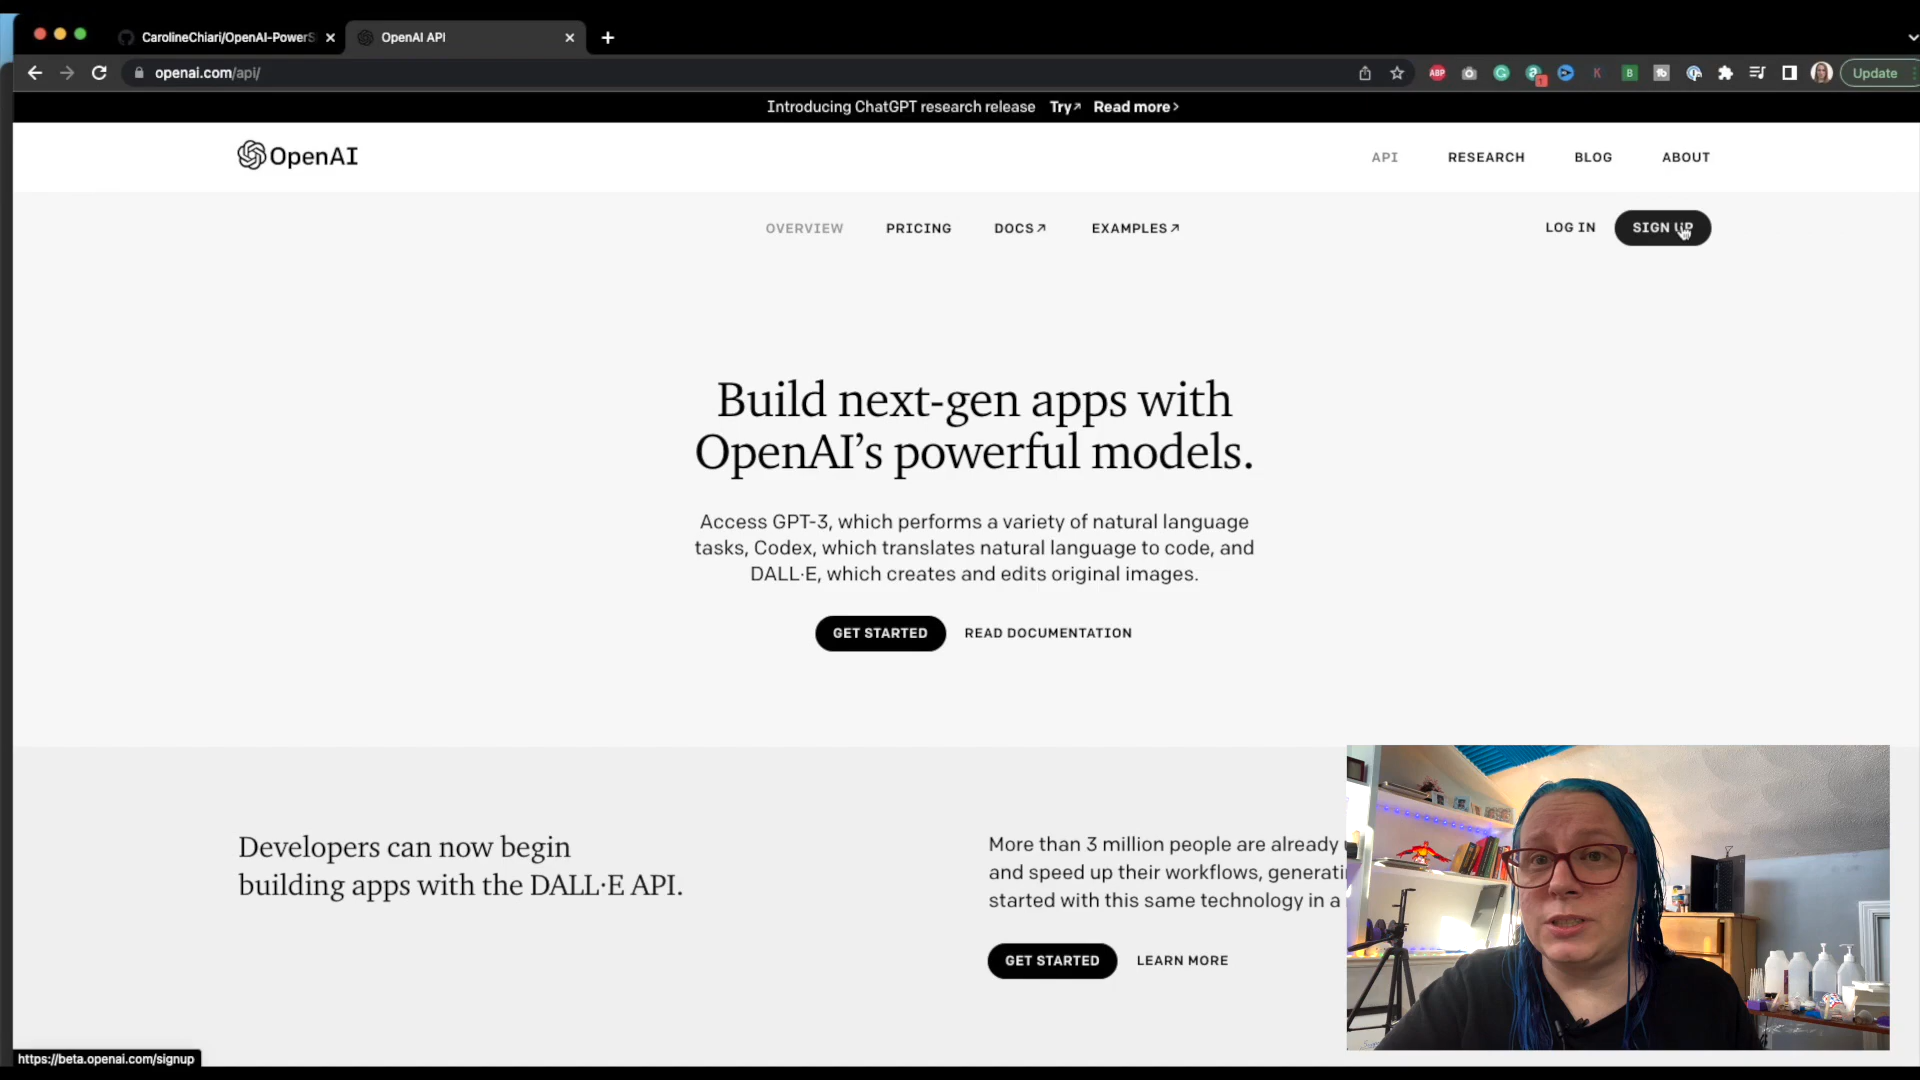 CarolineChiari/OpenAI-PowerS
OpenAI API
openai.com/api/
Update
Introducing ChatGPT research release Try↗ Read more›
OpenAI
API RESEARCH BLOG ABOUT
OVERVIEW PRICING DOCS↗ EXAMPLES↗
LOG IN SIGN UP
Build next-gen apps with
OpenAI’s powerful models.
Access GPT-3, which performs a variety of natural language
tasks, Codex, which translates natural language to code, and
DALL·E, which creates and edits original images.
GET STARTED READ DOCUMENTATION
Developers can now begin
building apps with the DALL·E API.
More than 3 million people are already
and speed up their workflows, generati
started with this same technology in a
GET STARTED LEARN MORE
https://beta.openai.com/signup